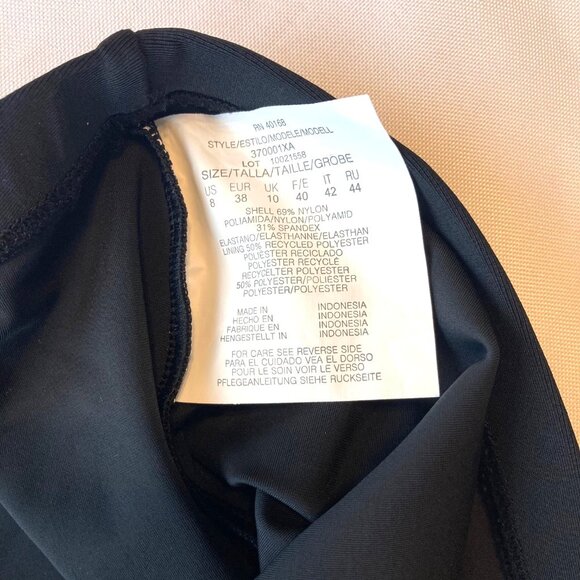 RN 40168
STYLE/ESTILO/MODELE/MODELL
370001XA
LOT 10021558
SIZE/TALLA/TAILLE/GROBE
US EUR UK F/E IT RU
8 38 10 40 42 44
SHELL 69% NYLON
POLIAMIDA/NYLON/POLYAMID
31% SPANDEX
ELASTANO/ELASTHANNE/ELASTHAN
LINING 50% RECYCLED POLYESTER
POLIESTER RECICLADO
POLYESTER RECYCLÉ
RECYCELTER POLYESTER
50% POLYESTER/POLIESTER
POLYESTER/POLYESTER
MADE IN INDONESIA
HECHO EN INDONESIA
FABRIQUE EN INDONESIA
HERGESTELLT IN INDONESIA
FOR CARE SEE REVERSE SIDE
PARA EL CUIDADO VEA EL DORSO
POUR LE SOIN VOIR LE VERSO
PFLEGEANLEITUNG SIEHE RUCKSEITE